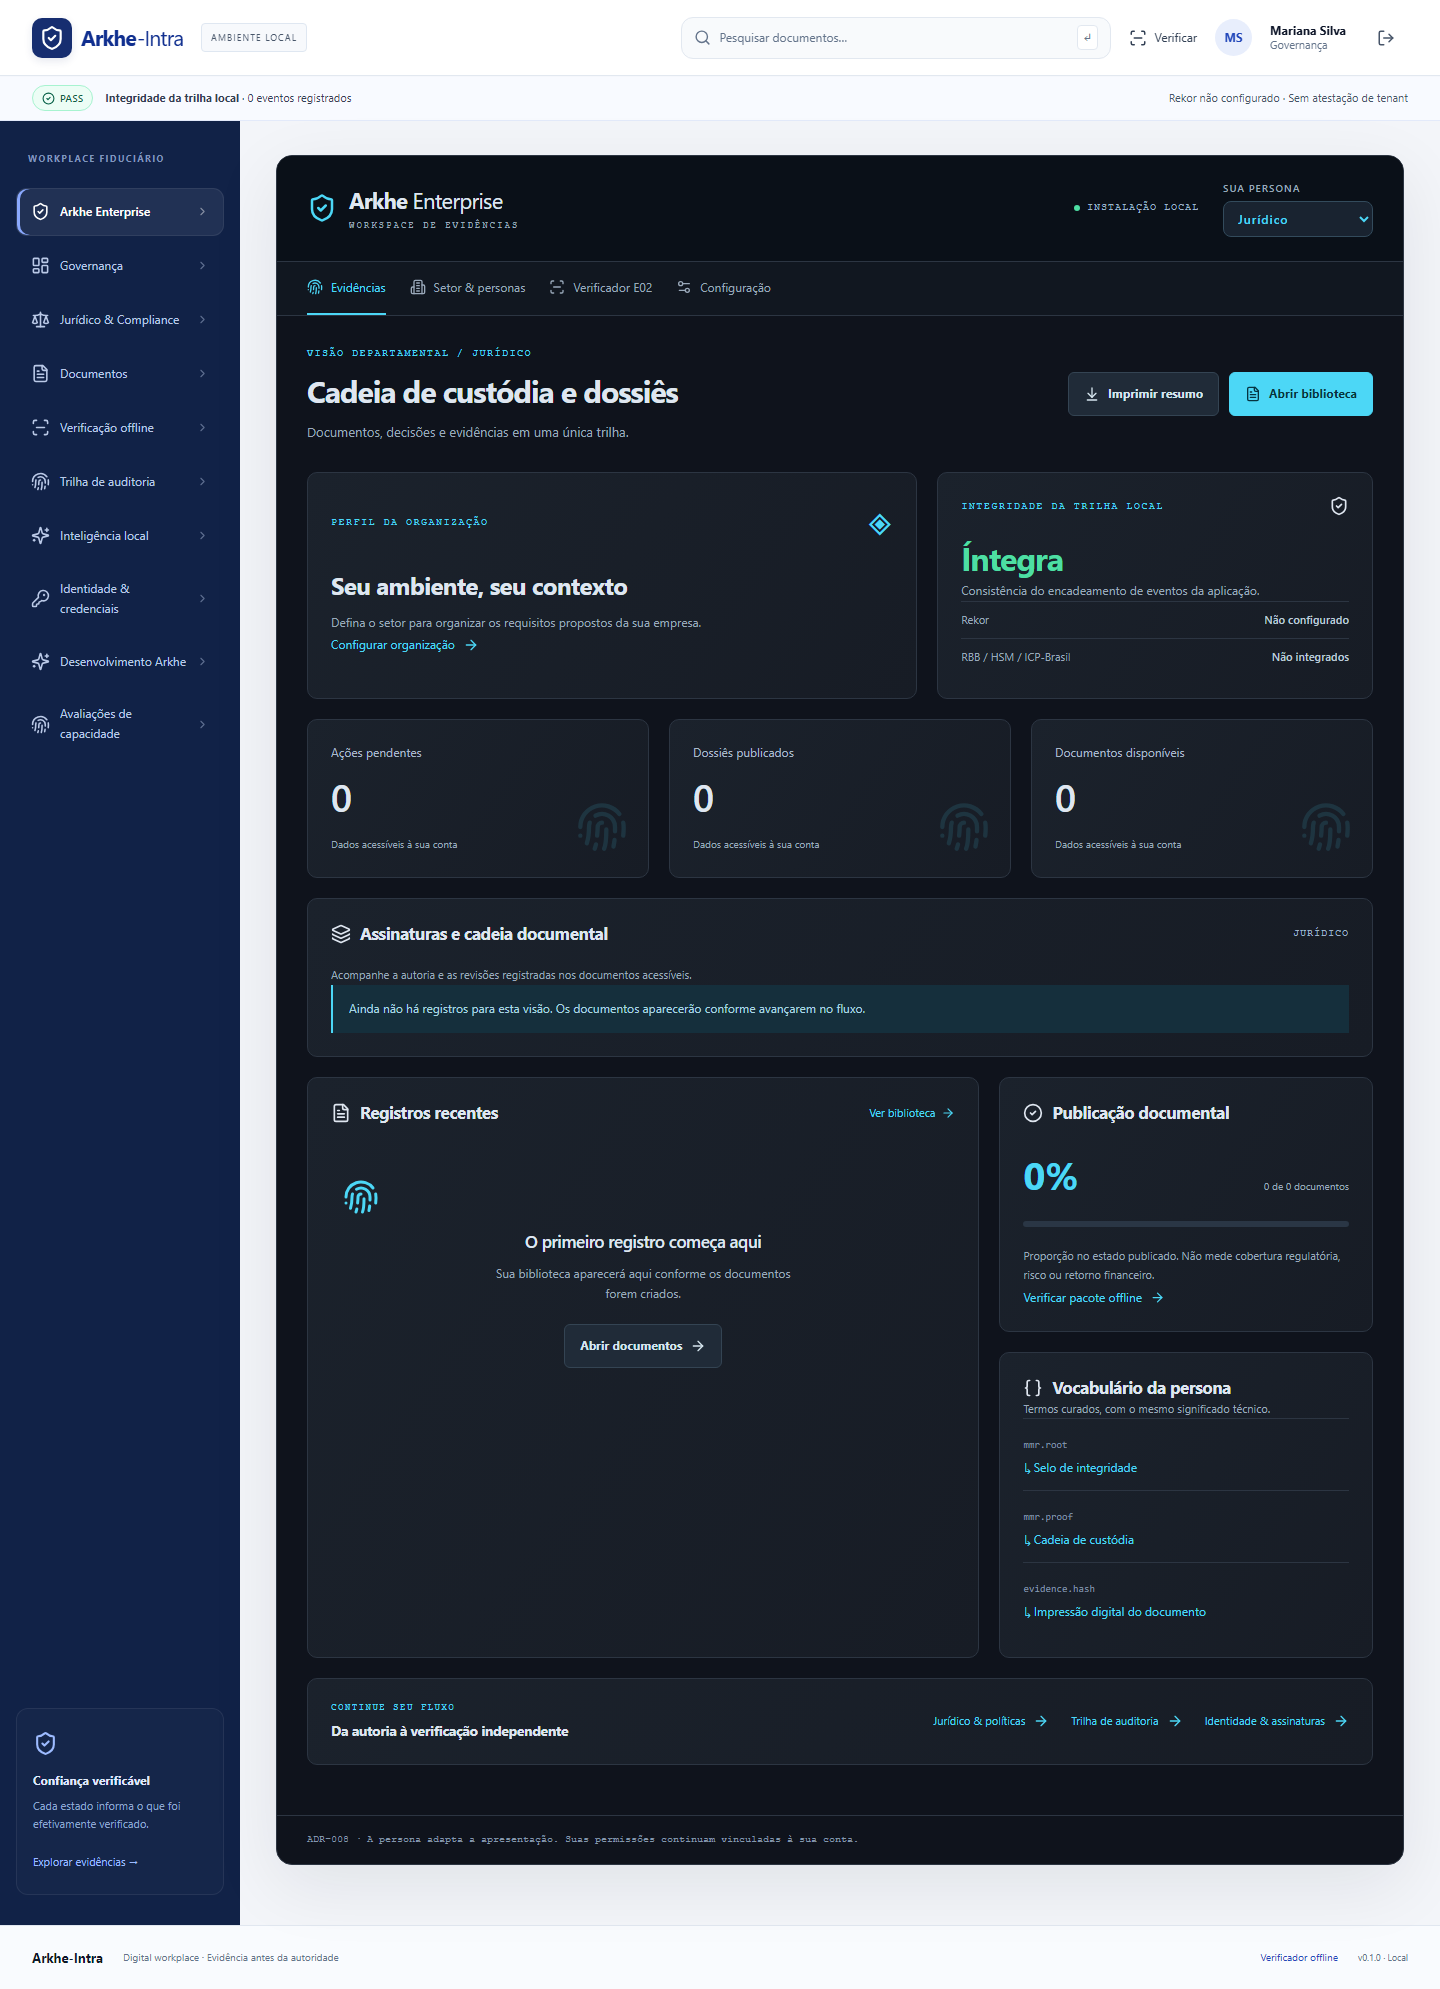 Arkhe-Intra
AMBIENTE LOCAL
Pesquisar documentos...
↵
Verificar
MS
Mariana Silva
Governança
PASS
Integridade da trilha local · 0 eventos registrados
Rekor não configurado · Sem atestação de tenant
WORKPLACE FIDUCIÁRIO
Arkhe Enterprise
Governança
Jurídico & Compliance
Documentos
Verificação offline
Trilha de auditoria
Inteligência local
Identidade &
credenciais
Desenvolvimento Arkhe
Avaliações de
capacidade
Confiança verificável
Cada estado informa o que foi
efetivamente verificado.
Explorar evidências →
Arkhe Enterprise
WORKSPACE DE EVIDÊNCIAS
INSTALAÇÃO LOCAL
SUA PERSONA
Jurídico
Evidências
Setor & personas
Verificador E02
Configuração
VISÃO DEPARTAMENTAL / JURÍDICO
Cadeia de custódia e dossiês
Documentos, decisões e evidências em uma única trilha.
Imprimir resumo
Abrir biblioteca
PERFIL DA ORGANIZAÇÃO
Seu ambiente, seu contexto
Defina o setor para organizar os requisitos propostos da sua empresa.
Configurar organização →
INTEGRIDADE DA TRILHA LOCAL
Íntegra
Consistência do encadeamento de eventos da aplicação.
Rekor Não configurado
RBB / HSM / ICP-Brasil Não integrados
Ações pendentes
0
Dados acessíveis à sua conta
Dossiês publicados
0
Dados acessíveis à sua conta
Documentos disponíveis
0
Dados acessíveis à sua conta
Assinaturas e cadeia documental
JURÍDICO
Acompanhe a autoria e as revisões registradas nos documentos acessíveis.
Ainda não há registros para esta visão. Os documentos aparecerão conforme avançarem no fluxo.
Registros recentes
Ver biblioteca →
O primeiro registro começa aqui
Sua biblioteca aparecerá aqui conforme os documentos
forem criados.
Abrir documentos →
Publicação documental
0%
0 de 0 documentos
Proporção no estado publicado. Não mede cobertura regulatória,
risco ou retorno financeiro.
Verificar pacote offline →
Vocabulário da persona
Termos curados, com o mesmo significado técnico.
mmr.root
↳ Selo de integridade
mmr.proof
↳ Cadeia de custódia
evidence.hash
↳ Impressão digital do documento
CONTINUE SEU FLUXO
Da autoria à verificação independente
Jurídico & políticas →
Trilha de auditoria →
Identidade & assinaturas →
ADR-008 · A persona adapta a apresentação. Suas permissões continuam vinculadas à sua conta.
Arkhe-Intra
Digital workplace · Evidência antes da autoridade
Verificador offline
v0.1.0 · Local